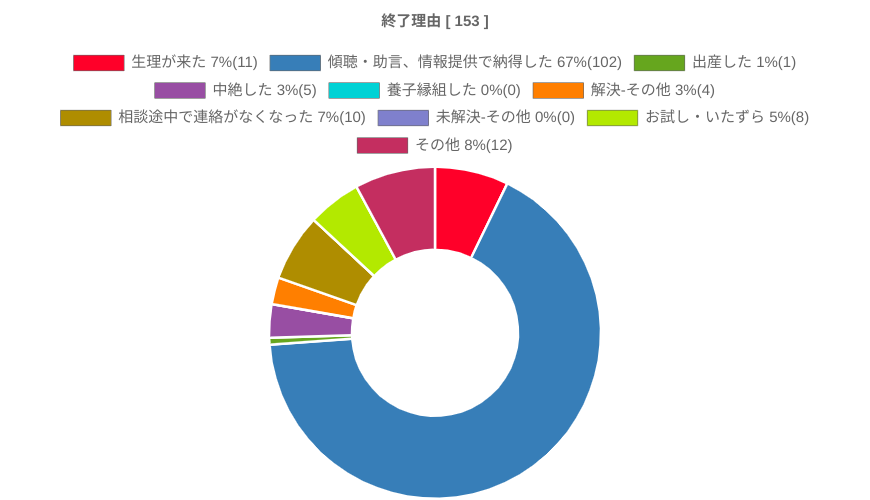 終了理由 [ 153 ]
生理が来た 7%(11) 傾聴・助言、情報提供で納得した 67%(102) 出産した 1%(1)
中絶した 3%(5) 養子縁組した 0%(0) 解決-その他 3%(4)
相談途中で連絡がなくなった 7%(10) 未解決-その他 0%(0) お試し・いたずら 5%(8)
その他 8%(12)